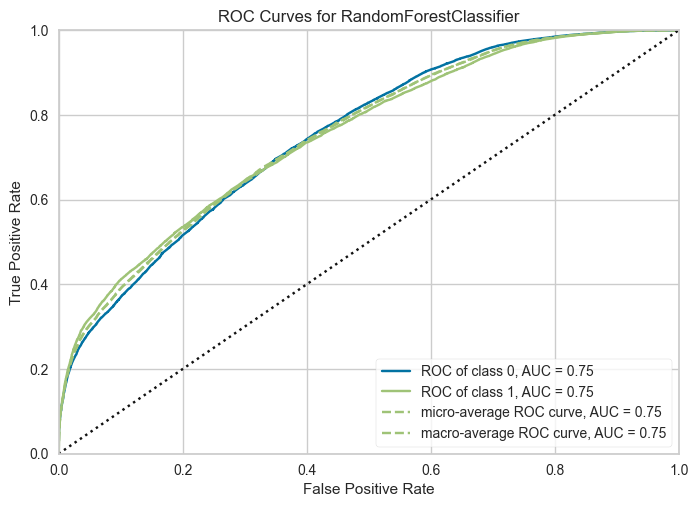 ROC Curves for RandomForestClassifier
True Positive Rate
1.0
0.8
0.6
0.4
0.2
0.0
ROC of class 0, AUC = 0.75
ROC of class 1, AUC = 0.75
micro-average ROC curve, AUC = 0.75
macro-average ROC curve, AUC = 0.75
0.0 0.2 0.4 0.6 0.8 1.0
False Positive Rate